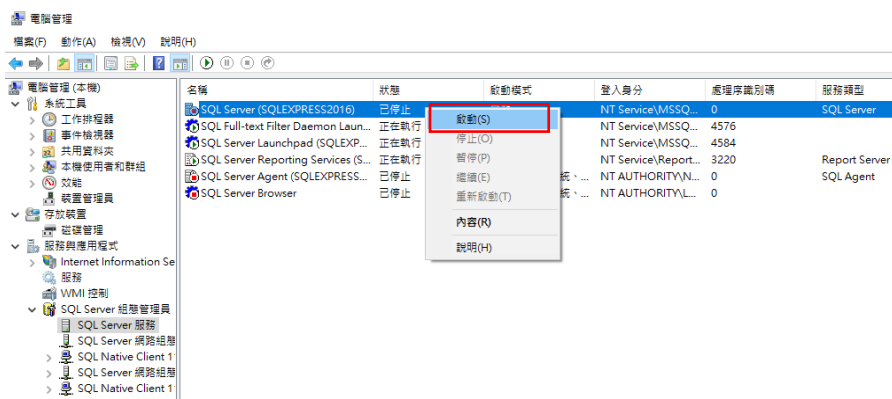 電腦管理
檔案(F) 動作(A) 檢視(V) 說明(H)
電腦管理 (本機)
系統工具
工作排程器
事件檢視器
共用資料夾
本機使用者和群組
效能
裝置管理員
存放裝置
磁碟管理
服務與應用程式
Internet Information Se
服務
WMI 控制
SQL Server 組態管理員
SQL Server 服務
SQL Server 網路組態
SQL Native Client 1
SQL Server 網路組態
SQL Native Client 1
名稱 狀態 啟動模式 登入身分 處理序識別碼 服務類型
SQL Server (SQLEXPRESS2016) 已停止 NT Service\MSSQ... 0 SQL Server
SQL Full-text Filter Daemon Laun... 正在執行 NT Service\MSSQ... 4576
SQL Server Launchpad (SQLEXP... 正在執行 NT Service\MSSQ... 4584
SQL Server Reporting Services (S... 正在執行 NT Service\Report... 3220 Report Server
SQL Server Agent (SQLEXPRESS... 已停止 統、... NT AUTHORITY\N... 0 SQL Agent
SQL Server Browser 已停止 統、... NT AUTHORITY\L... 0
啟動(S)
停止(O)
暫停(P)
繼續(E)
重新啟動(T)
內容(R)
說明(H)